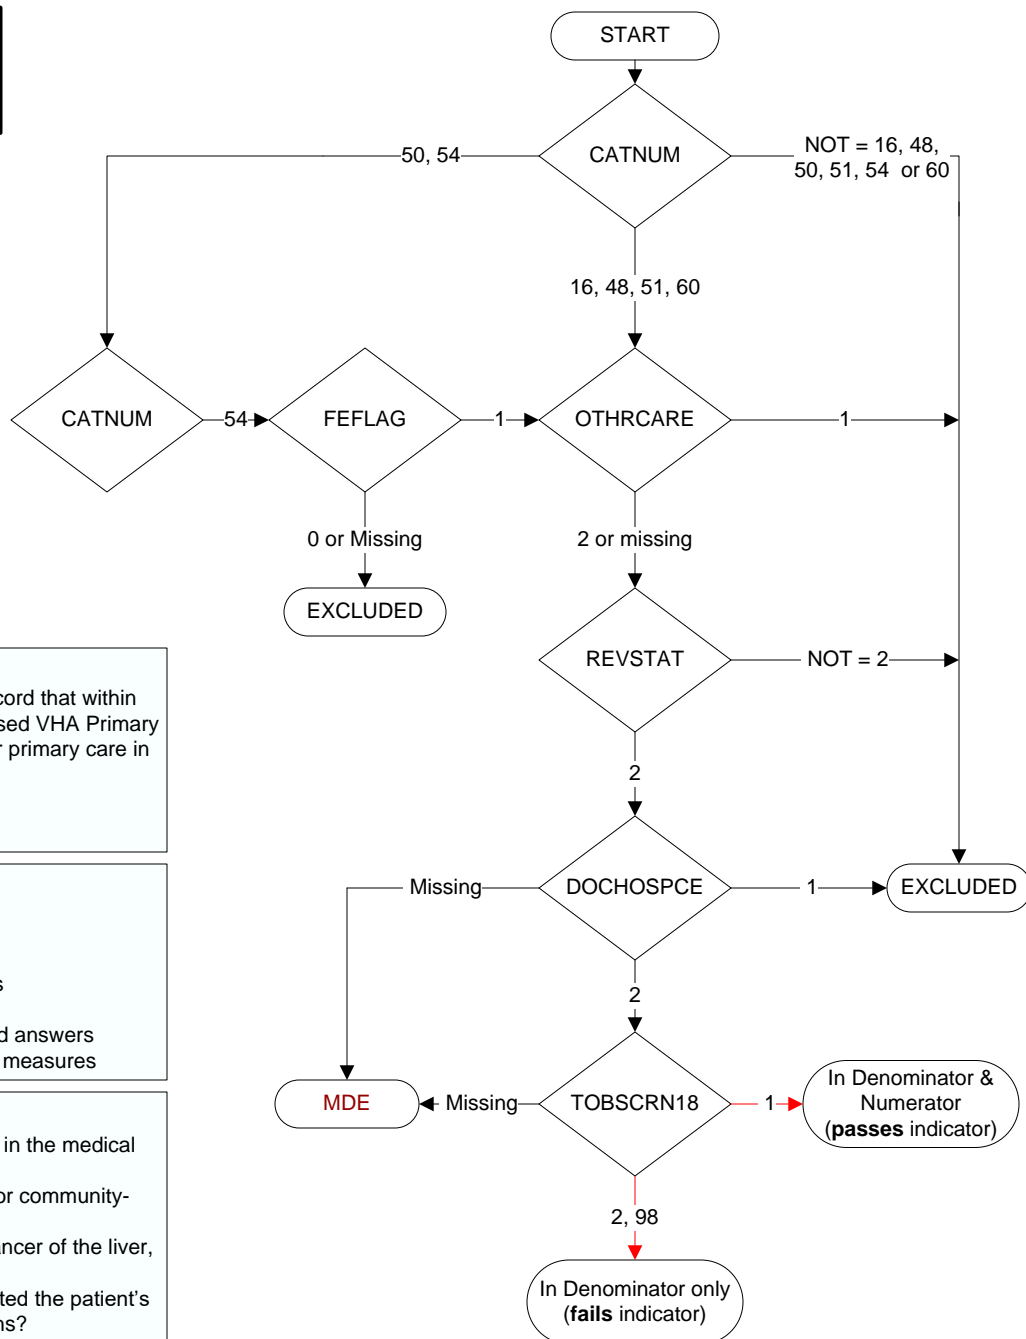 START
CATNUM
50, 54
NOT = 16, 48,
50, 51, 54 or 60
16, 48, 51, 60
CATNUM
54
FEFLAG
1
OTHRCARE
1
0 or Missing
2 or missing
EXCLUDED
REVSTAT
NOT = 2
2
cord that within
sed VHA Primary
r primary care in
Missing
DOCHOSPCE
1
EXCLUDED
s
d answers
measures
2
MDE
Missing
TOBSCRN18
1
In Denominator &
Numerator
(passes indicator)
in the medical
or community-
ancer of the liver,
ted the patient's
ns?
2, 98
In Denominator only
(fails indicator)